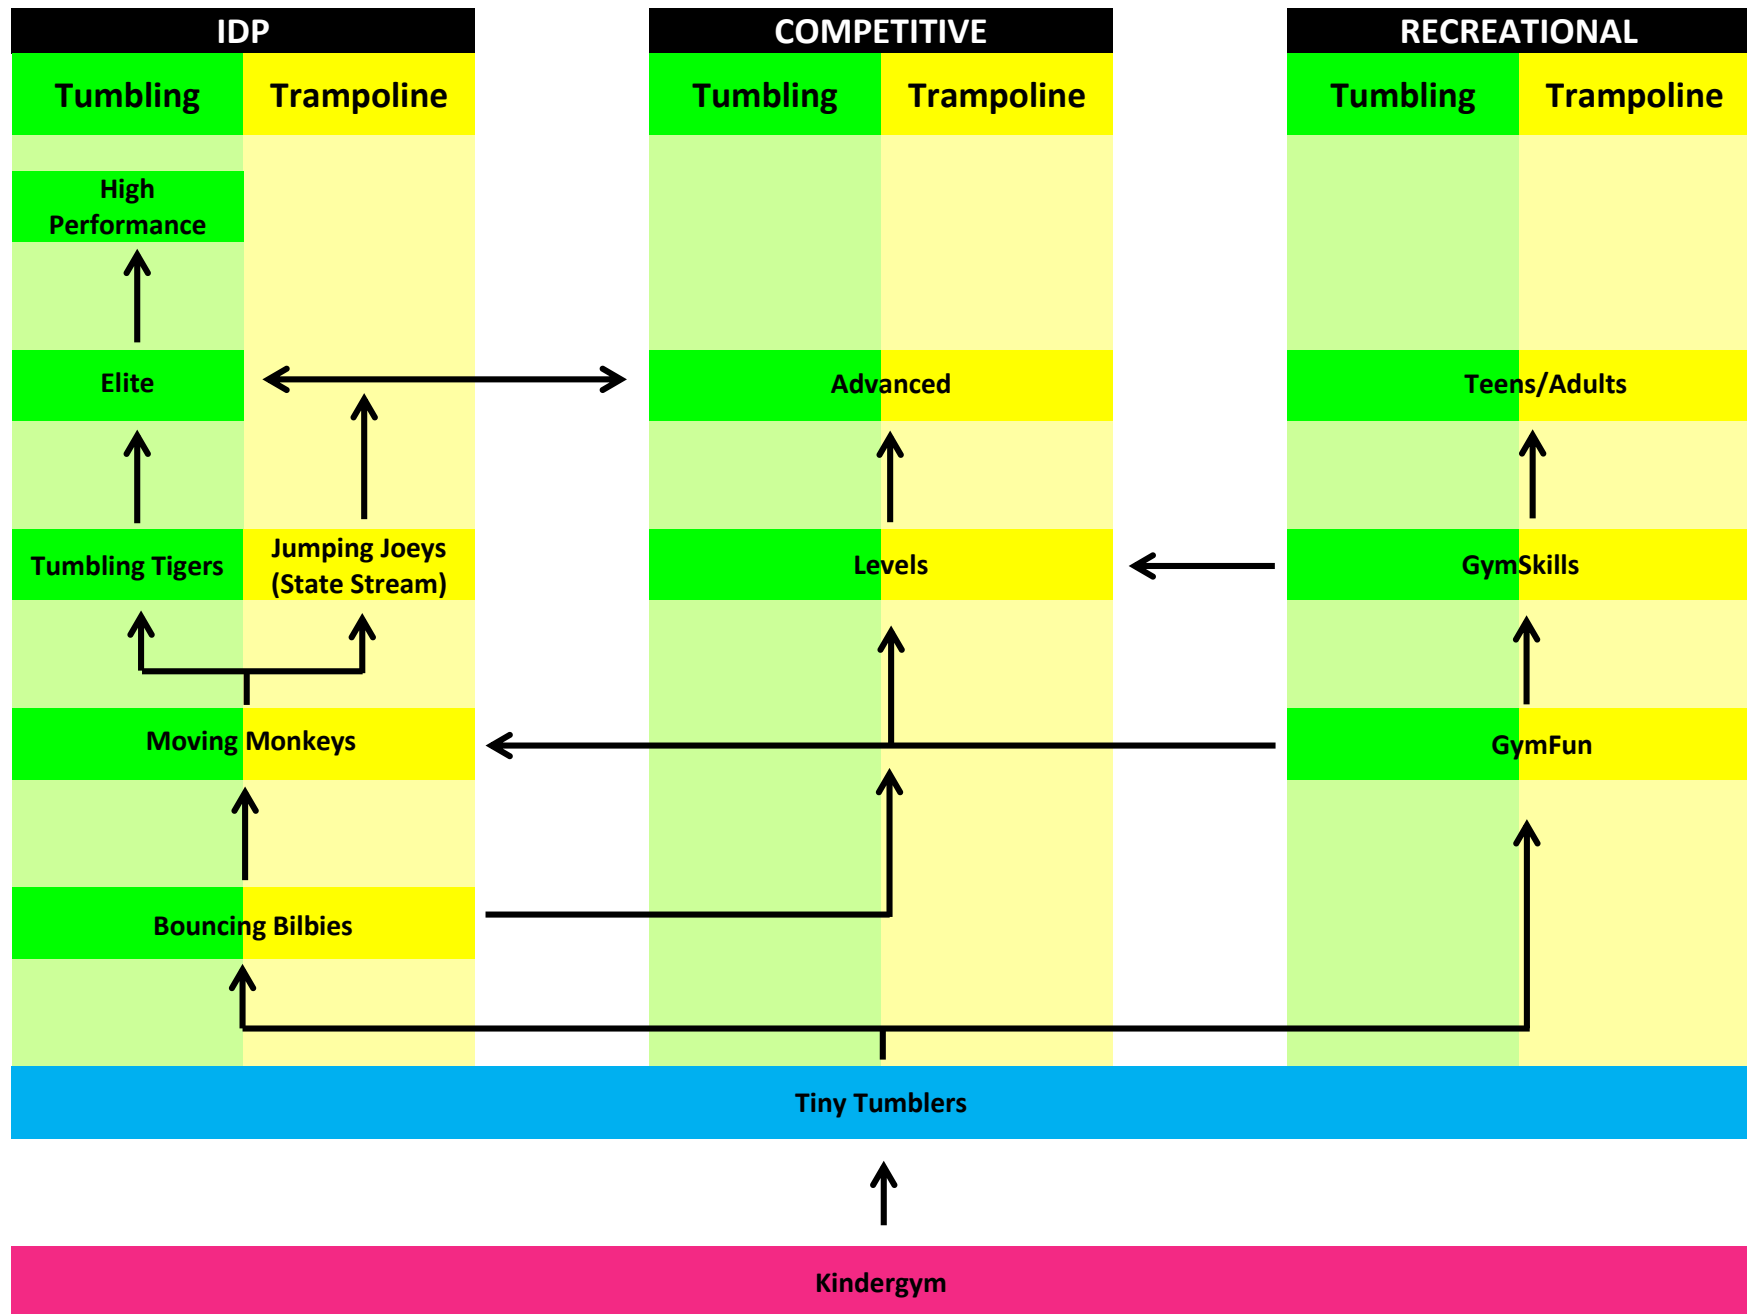 IDP
COMPETITIVE
RECREATIONAL
Tumbling
Trampoline
Tumbling
Trampoline
Tumbling
Trampoline
High
Performance
Elite
Advanced
Teens/Adults
Tumbling Tigers
Jumping Joeys
(State Stream)
Levels
GymSkills
Moving Monkeys
GymFun
Bouncing Bilbies
Tiny Tumblers
Kindergym